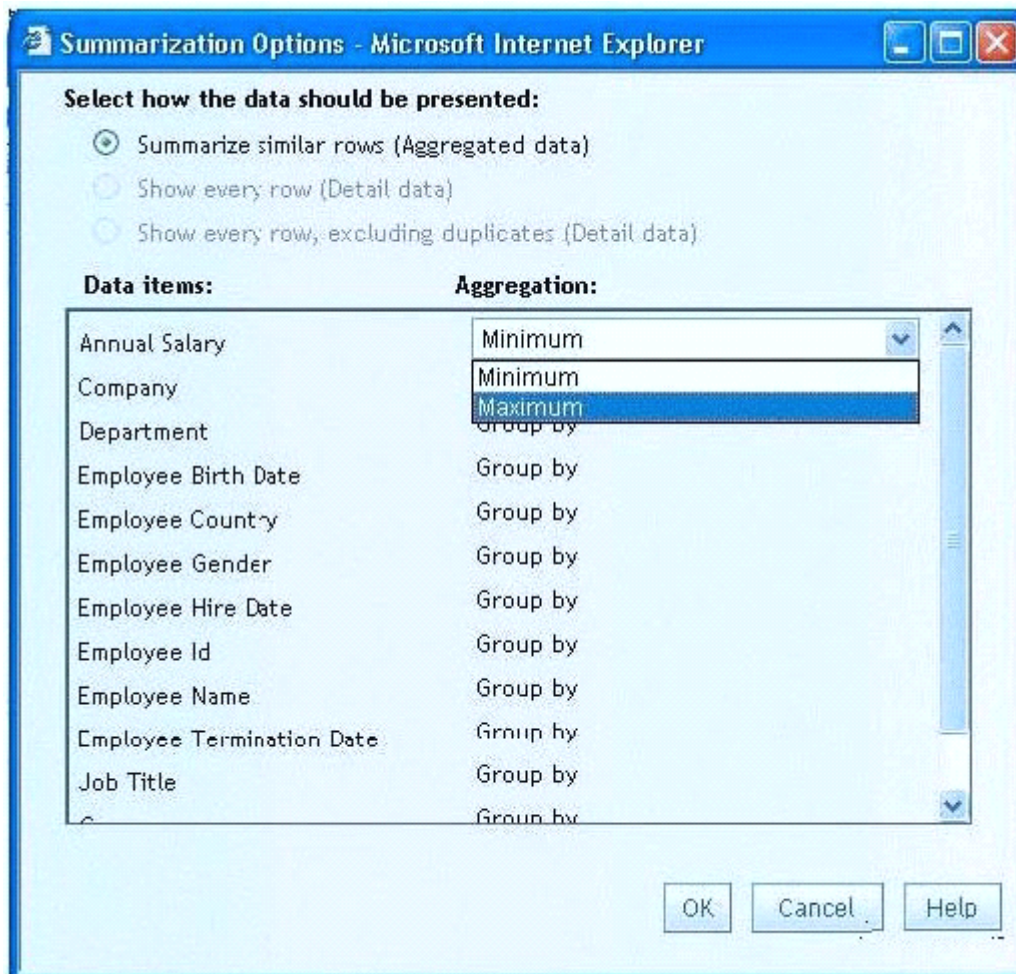 Summarization Options - Microsoft Internet Explorer
Select how the data should be presented:
Summarize similar rows (Aggregated data)
Show every row (Detail data)
Show every row, excluding duplicates (Detail data)
Data items: Aggregation:
Annual Salary Minimum
Minimum
Company
Maximum
Department Group by
Employee Birth Date Group by
Employee Country Group by
Employee Gender Group by
Employee Hire Date Group by
Employee Id Group by
Employee Name Group by
Employee Termination Date Group by
Job Title Group by
Group by
OK Cancel Help